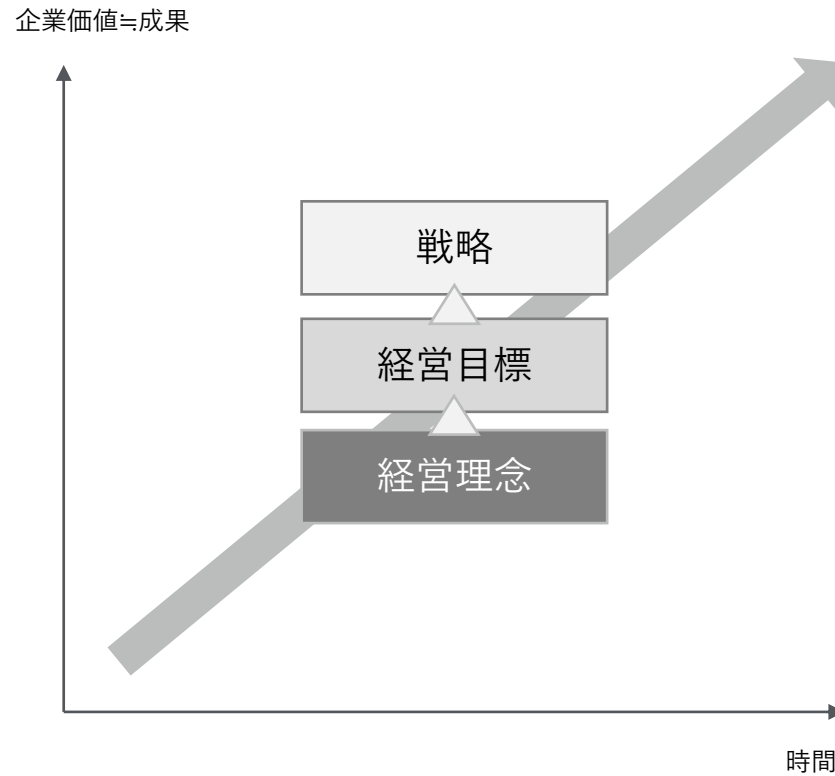 企業価値≒成果
戦略
経営目標
経営理念
時間